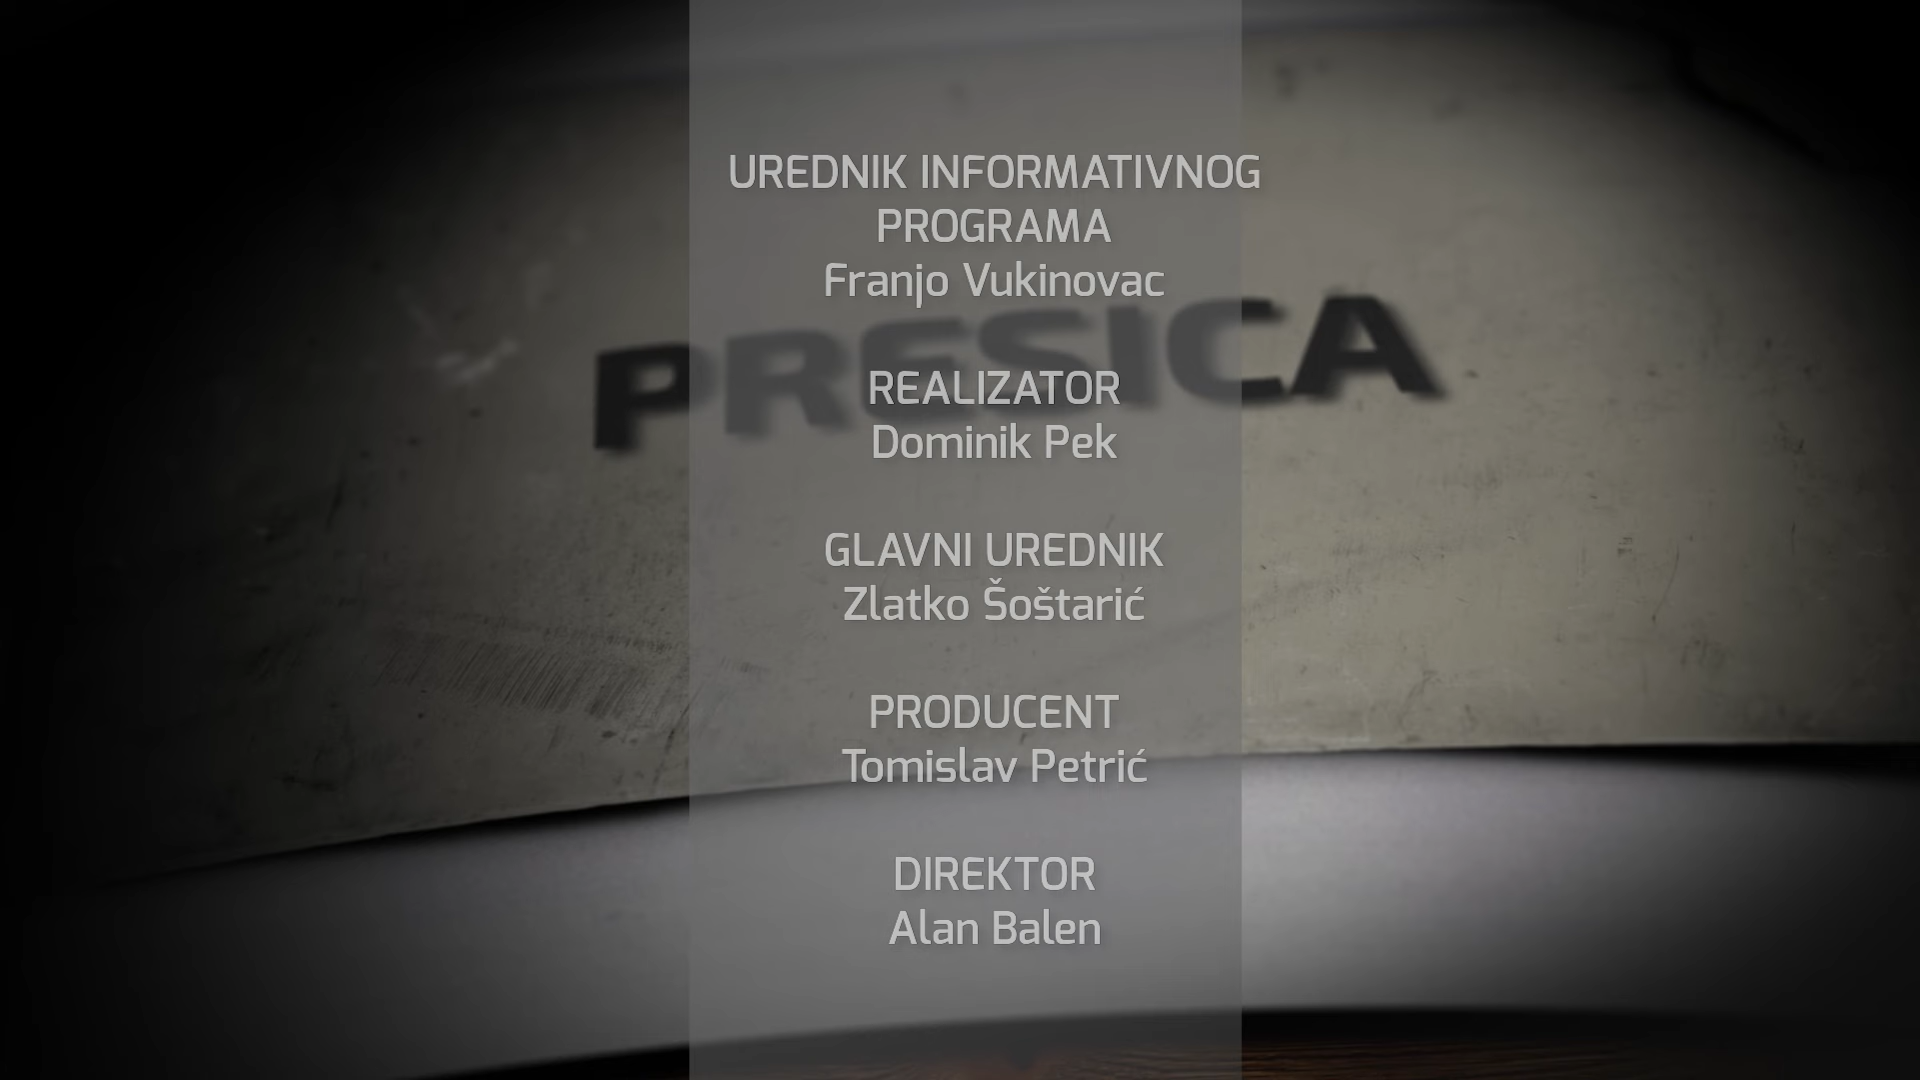 UREDNIK INFORMATIVNOG
PROGRAMA
Franjo Vukinovac
PRESICA
REALIZATOR
Dominik Pek
GLAVNI UREDNIK
Zlatko Šoštarić
PRODUCENT
Tomislav Petrić
DIREKTOR
Alan Balen